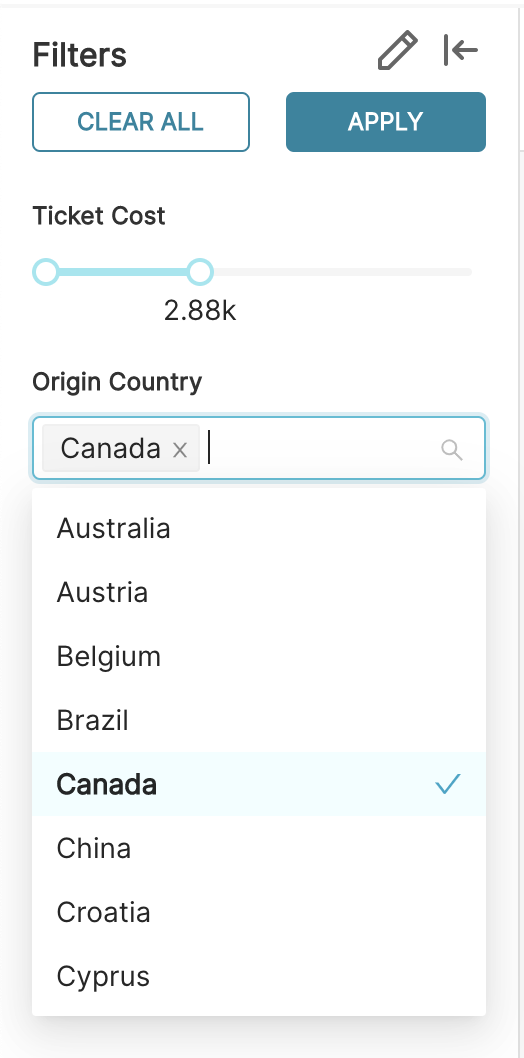 Filters
CLEAR ALL APPLY
Ticket Cost
2.88k
Origin Country
Canada
Australia
Austria
Belgium
Brazil
Canada
China
Croatia
Cyprus